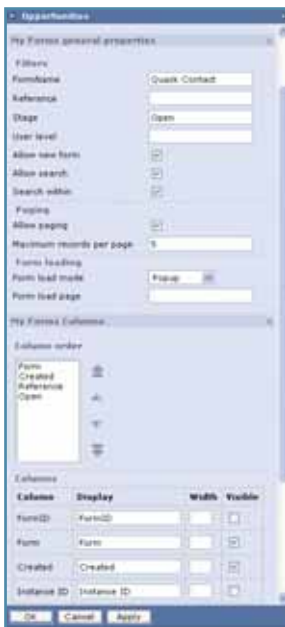 Opportunities
My Forms general properties
Filters
FormName Quask Contact
Reference
Stage Open
User level
Allow new form
Allow search
Search within
Paging
Allow paging
Maximum records per page 5
Form loading
Form load mode Popup
Form load page
My Forms Columns
Column order
Form
Created
Reference
Open
Columns
Column Display Width Visible
FormID FormID
Form Form
Created Created
Instance ID Instance ID
OK Cancel Apply